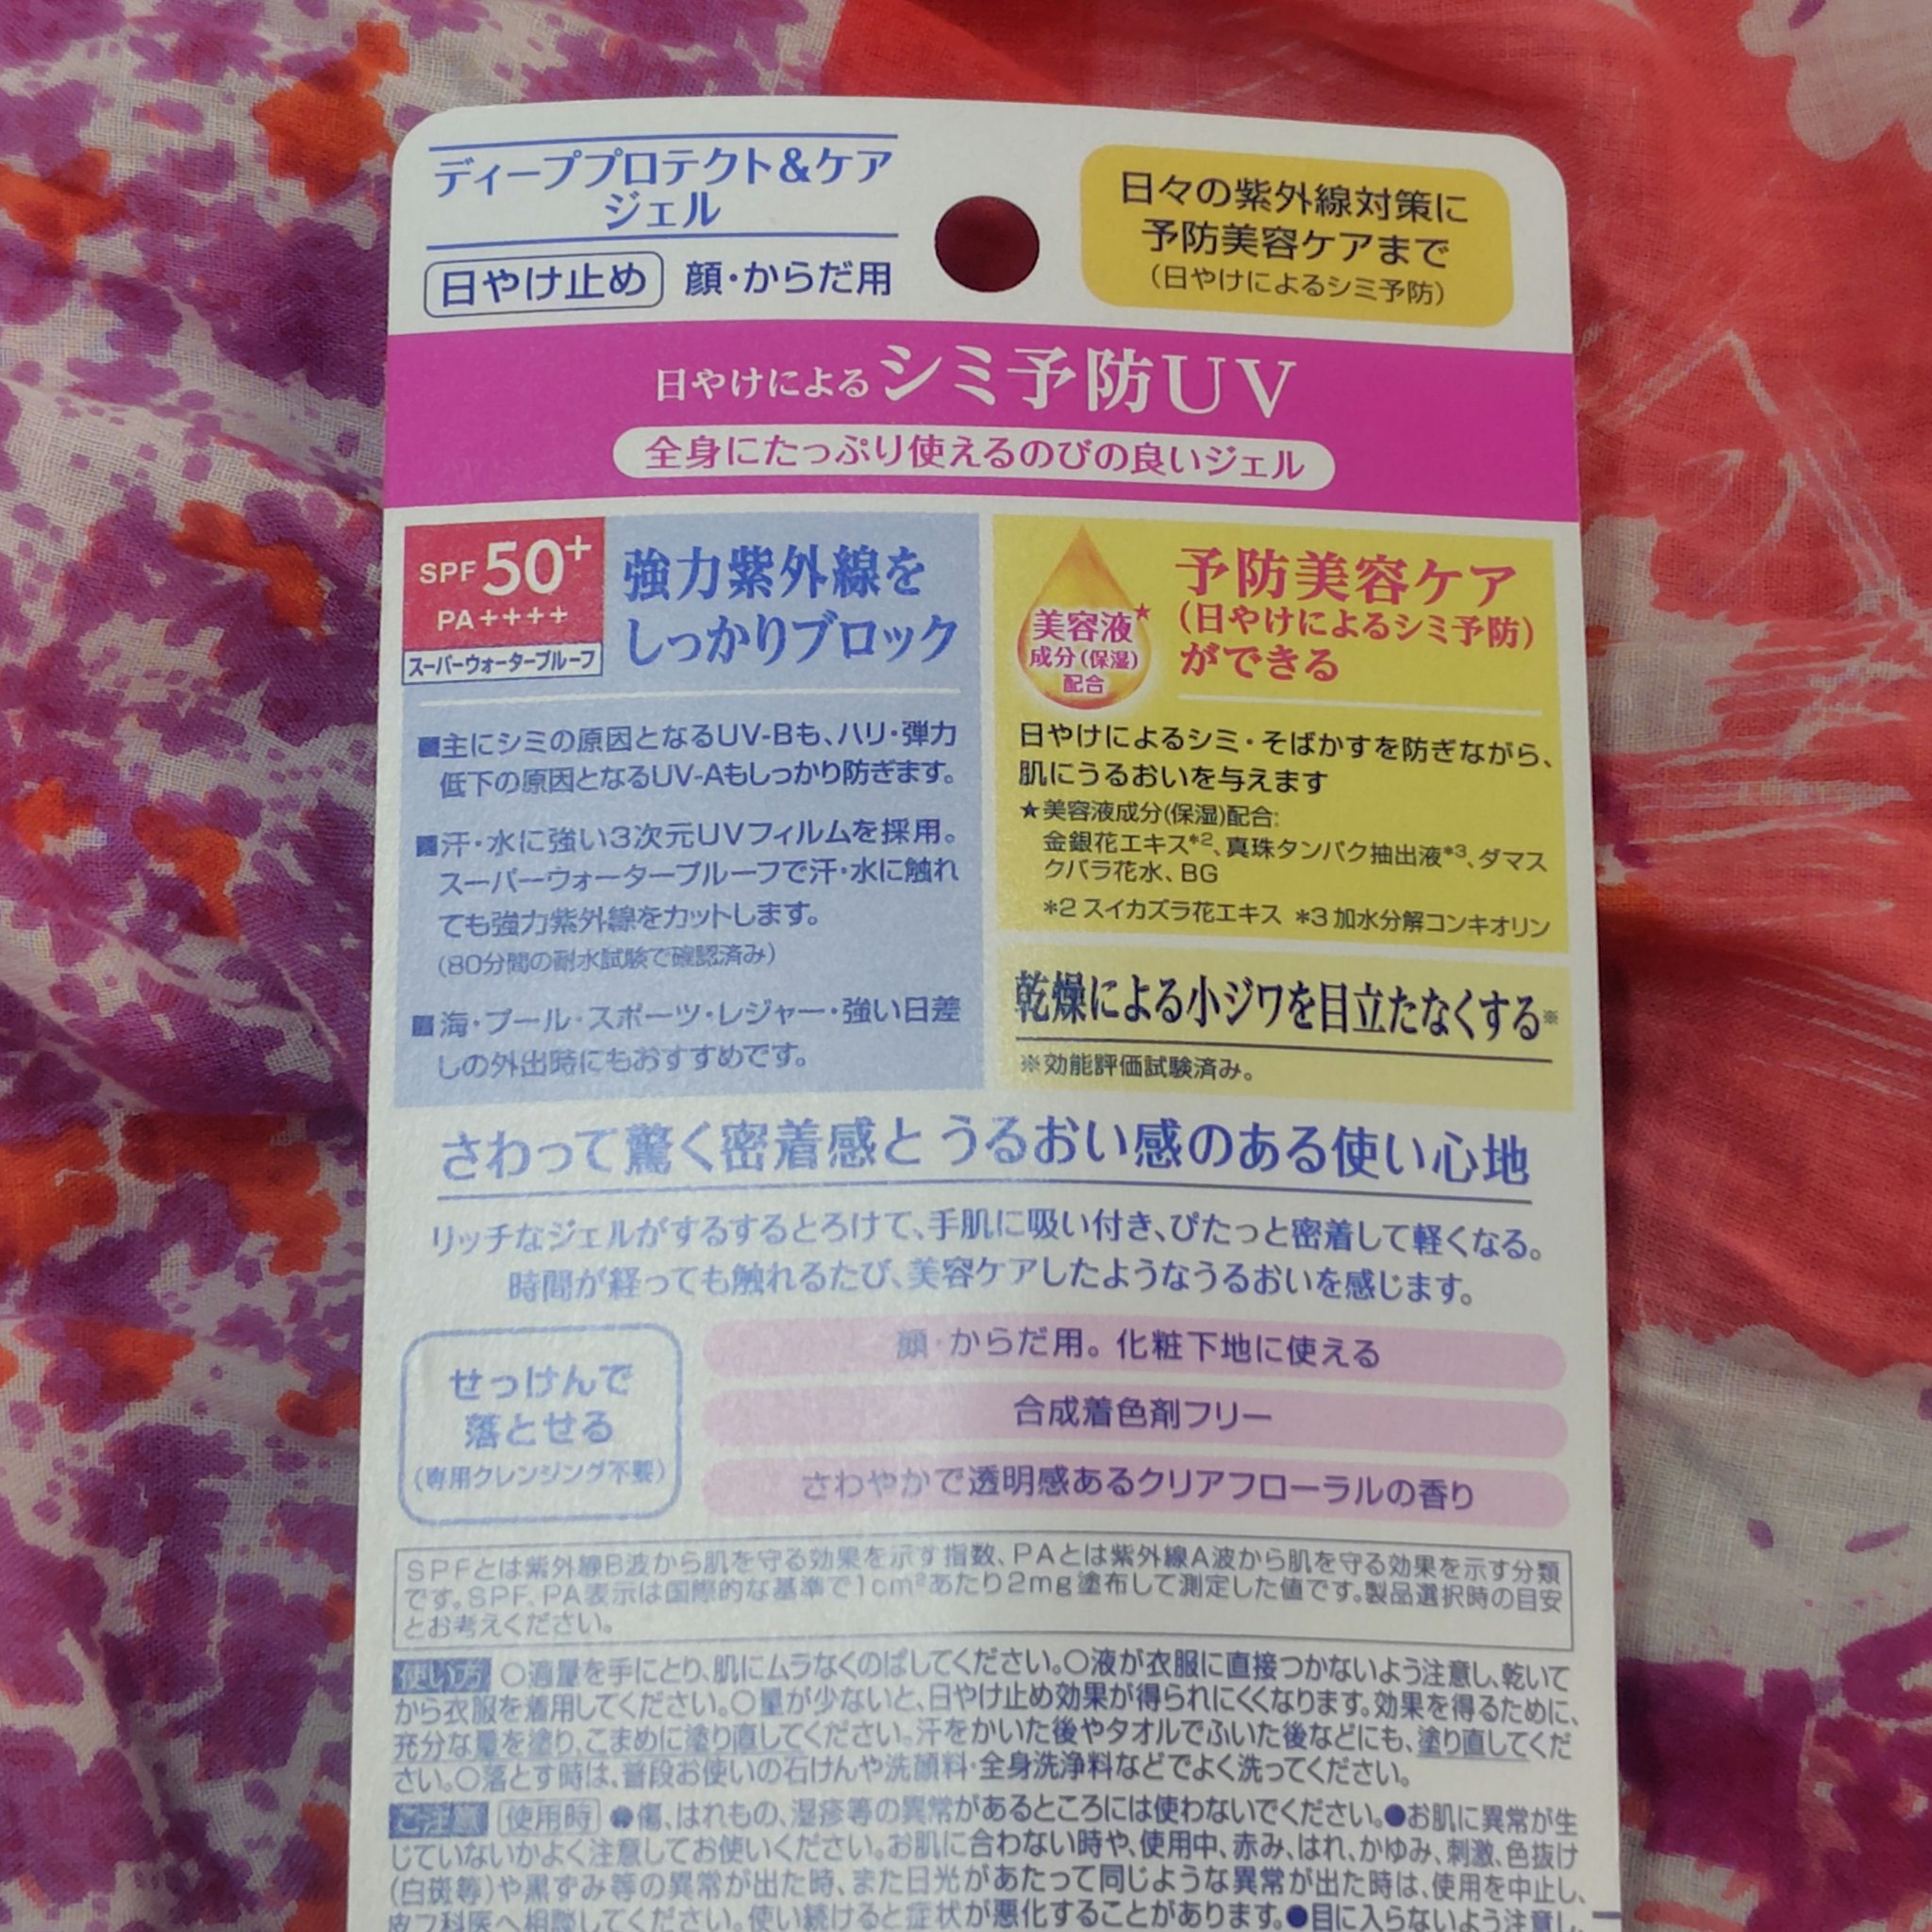 ディーププロテクト&ケア
ジェル
日やけ止め 顔・からだ用
日々の紫外線対策に
予防美容ケアまで
(日やけによるシミ予防)
日やけによるシミ予防UV
全身にたっぷり使えるのびの良いジェル
SPF50+
PA++++
スーパーウォータープルーフ
強力紫外線を
しっかりブロック
■主にシミの原因となるUV-Bも、ハリ・弾力
低下の原因となるUV-Aもしっかり防ぎます。
■汗・水に強い3次元UVフィルムを採用。
スーパーウォータープルーフで汗・水に触れ
ても強力紫外線をカットします。
(80分間の耐水試験で確認済み)
■海・プール・スポーツ・レジャー・強い日差
しの外出時にもおすすめです。
美容液★
成分(保湿)
配合
予防美容ケア
(日やけによるシミ予防)
ができる
日やけによるシミ・そばかすを防ぎながら、
肌にうるおいを与えます
★美容液成分(保湿)配合:
金銀花エキス*2、真珠タンパク抽出液*3、ダマス
クバラ花水、BG
*2 スイカズラ花エキス *3 加水分解コンキオリン
乾燥による小ジワを目立たなくする※
※効能評価試験済み。
さわって驚く密着感とうるおい感のある使い心地
リッチなジェルがするするとろけて、手肌に吸い付き、ぴたっと密着して軽くなる。
時間が経っても触れるたび、美容ケアしたようなうるおいを感じます。
せっけんで
落とせる
(専用クレンジング不要)
顔・からだ用。化粧下地に使える
合成着色剤フリー
さわやかで透明感あるクリアフローラルの香り
SPFとは紫外線B波から肌を守る効果を示す指数、PAとは紫外線A波から肌を守る効果を示す分類
です。SPF、PA表示は国際的な基準で1cm²あたり2mg塗布して測定した値です。製品選択時の目安
とお考えください。
使い方 ○適量を手にとり、肌にムラなくのばしてください。○液が衣服に直接つかないよう注意し、乾いて
から衣服を着用してください。○量が少ないと、日やけ止め効果が得られにくくなります。効果を得るために、
充分な量を塗り、こまめに塗り直してください。汗をかいた後やタオルでふいた後などにも、塗り直してくだ
さい。○落とす時は、普段お使いの石けんや洗顔料・全身洗浄料などでよく洗ってください。
ご注意 使用時 ●傷、はれもの、湿疹等の異常があるところには使わないでください。●お肌に異常が生
じていないかよく注意してお使いください。お肌に合わない時や、使用中、赤み、はれ、かゆみ、刺激、色抜け
(白斑等)や黒ずみ等の異常が出た時、また日光があたって同じような異常が出た時は、使用を中止し、
皮フ科医へ相談してください。使い続けると症状が悪化することがあります。●目に入らないよう注意し、